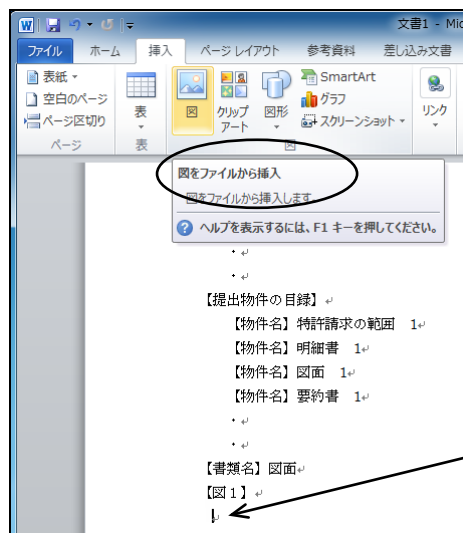 文書1 - Mic
ファイル ホーム 挿入 ページ レイアウト 参考資料 差し込み文書
表紙
空白のページ
ページ区切り
ページ
表
表
図
クリップ
アート
図形
SmartArt
グラフ
スクリーンショット
図
リンク
図をファイルから挿入
図をファイルから挿入します。
ヘルプを表示するには、F1 キーを押してください。
・
・
【提出物件の目録】
【物件名】特許請求の範囲 1
【物件名】明細書 1
【物件名】図面 1
【物件名】要約書 1
・
・
【書類名】図面
【図1】